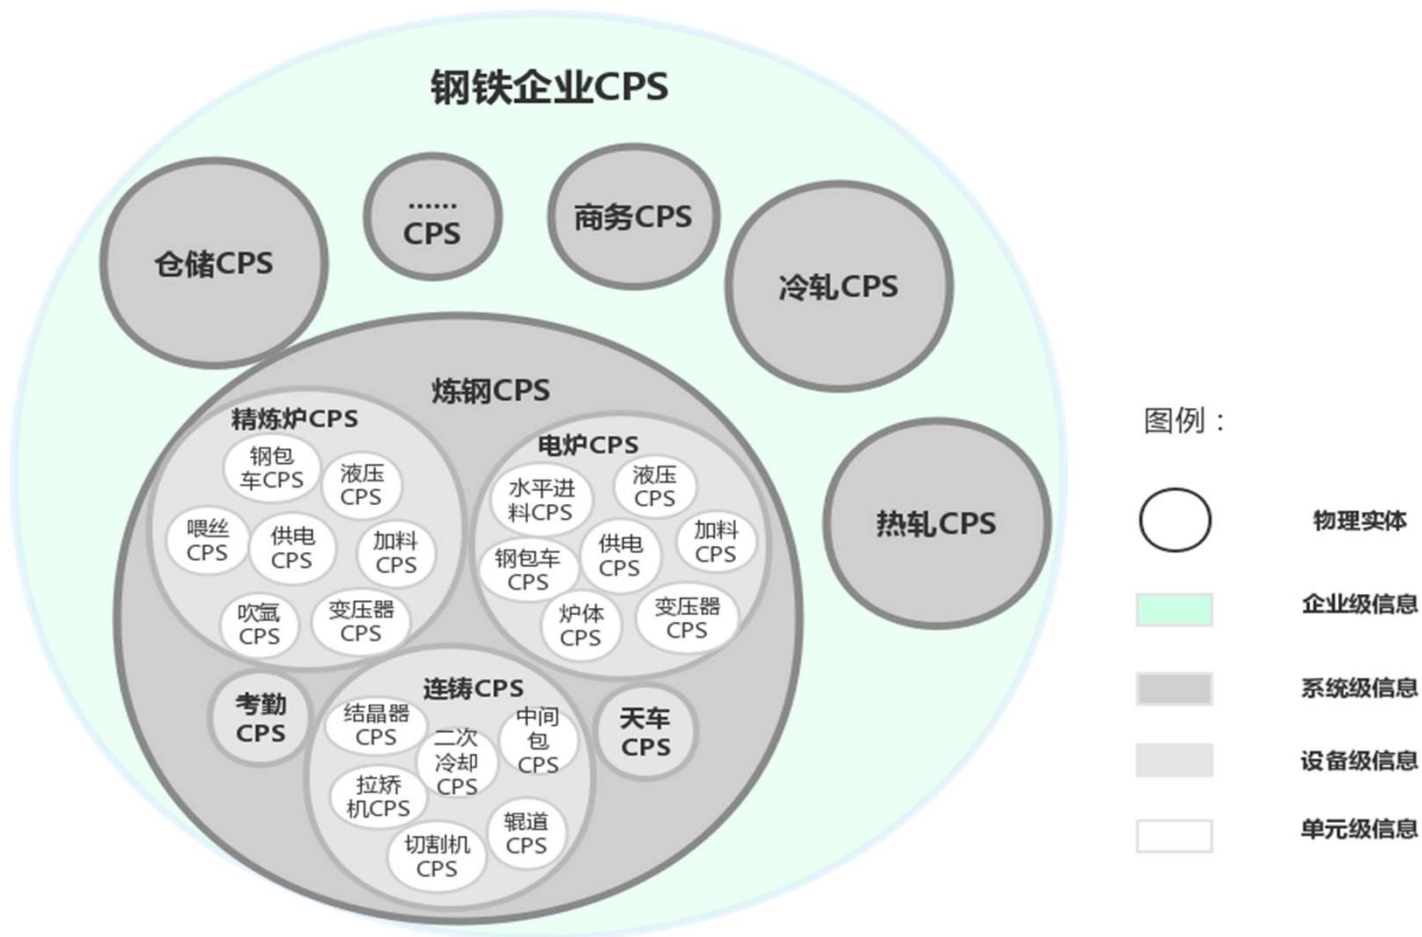 钢铁企业CPS
仓储CPS
......
CPS
商务CPS
冷轧CPS
热轧CPS
炼钢CPS
精炼炉CPS
钢包
车CPS
液压
CPS
喂丝
CPS
供电
CPS
加料
CPS
吹氩
CPS
变压器
CPS
电炉CPS
水平进
料CPS
液压
CPS
钢包车
CPS
供电
CPS
加料
CPS
炉体
CPS
变压器
CPS
考勤
CPS
连铸CPS
结晶器
CPS
二次
冷却
CPS
中间
包
CPS
拉矫
机CPS
切割机
CPS
辊道
CPS
天车
CPS
图例：
物理实体
企业级信息
系统级信息
设备级信息
单元级信息